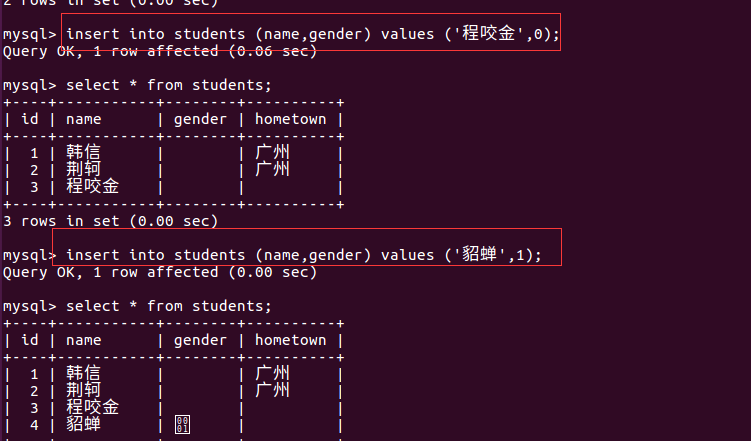 2 rows in set (0.00 sec)
mysql> insert into students (name,gender) values ('程咬金',0);
Query OK, 1 row affected (0.06 sec)
mysql> select * from students;
+----+-----------+--------+----------+
| id | name      | gender | hometown |
+----+-----------+--------+----------+
|  1 | 韩信      |        | 广州     |
|  2 | 荆轲      |        | 广州     |
|  3 | 程咬金    |        |          |
+----+-----------+--------+----------+
3 rows in set (0.00 sec)
mysql> insert into students (name,gender) values ('貂蝉',1);
Query OK, 1 row affected (0.00 sec)
mysql> select * from students;
+----+-----------+--------+----------+
| id | name      | gender | hometown |
+----+-----------+--------+----------+
|  1 | 韩信      |        | 广州     |
|  2 | 荆轲      |        | 广州     |
|  3 | 程咬金    |        |          |
|  4 | 貂蝉      | 0001 |        |